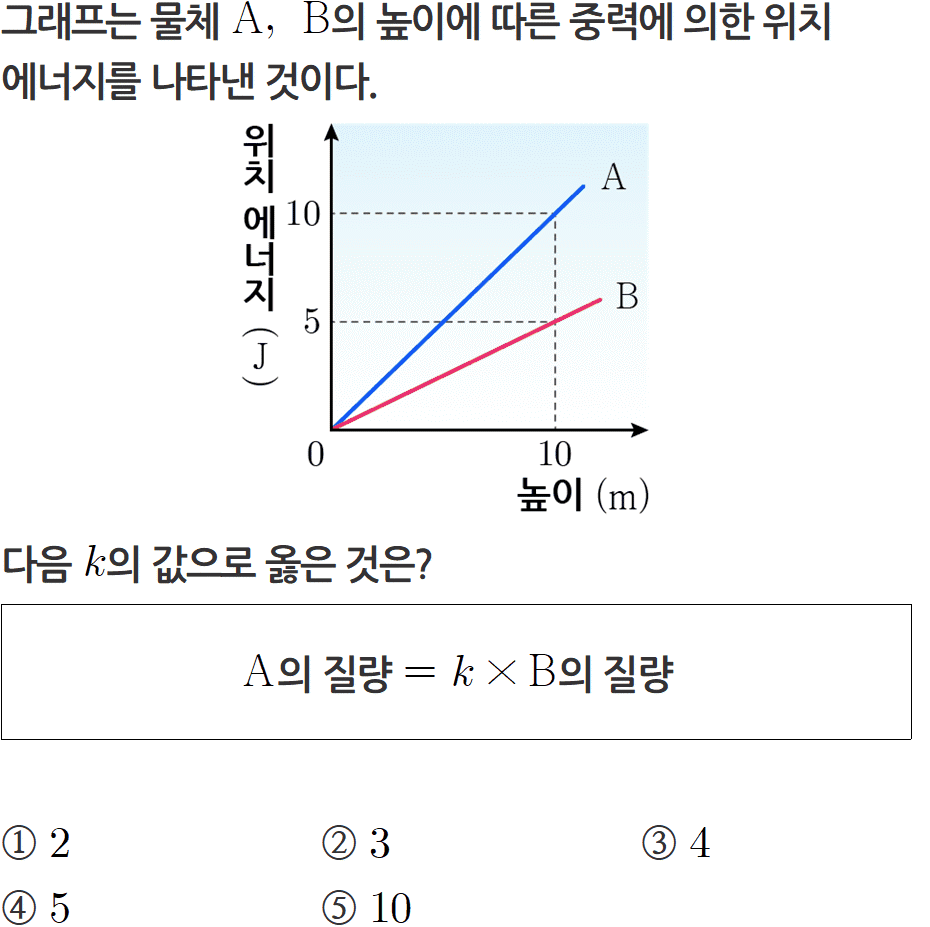 그래프는 물체 A, B의 높이에 따른 중력에 의한 위치
에너지를 나타낸 것이다.
위치 에너지 (J)
A
10
B
5
0
10
높이 (m)
다음 k의 값으로 옳은 것은?
A의 질량 = k × B의 질량
① 2 ② 3 ③ 4
④ 5 ⑤ 10